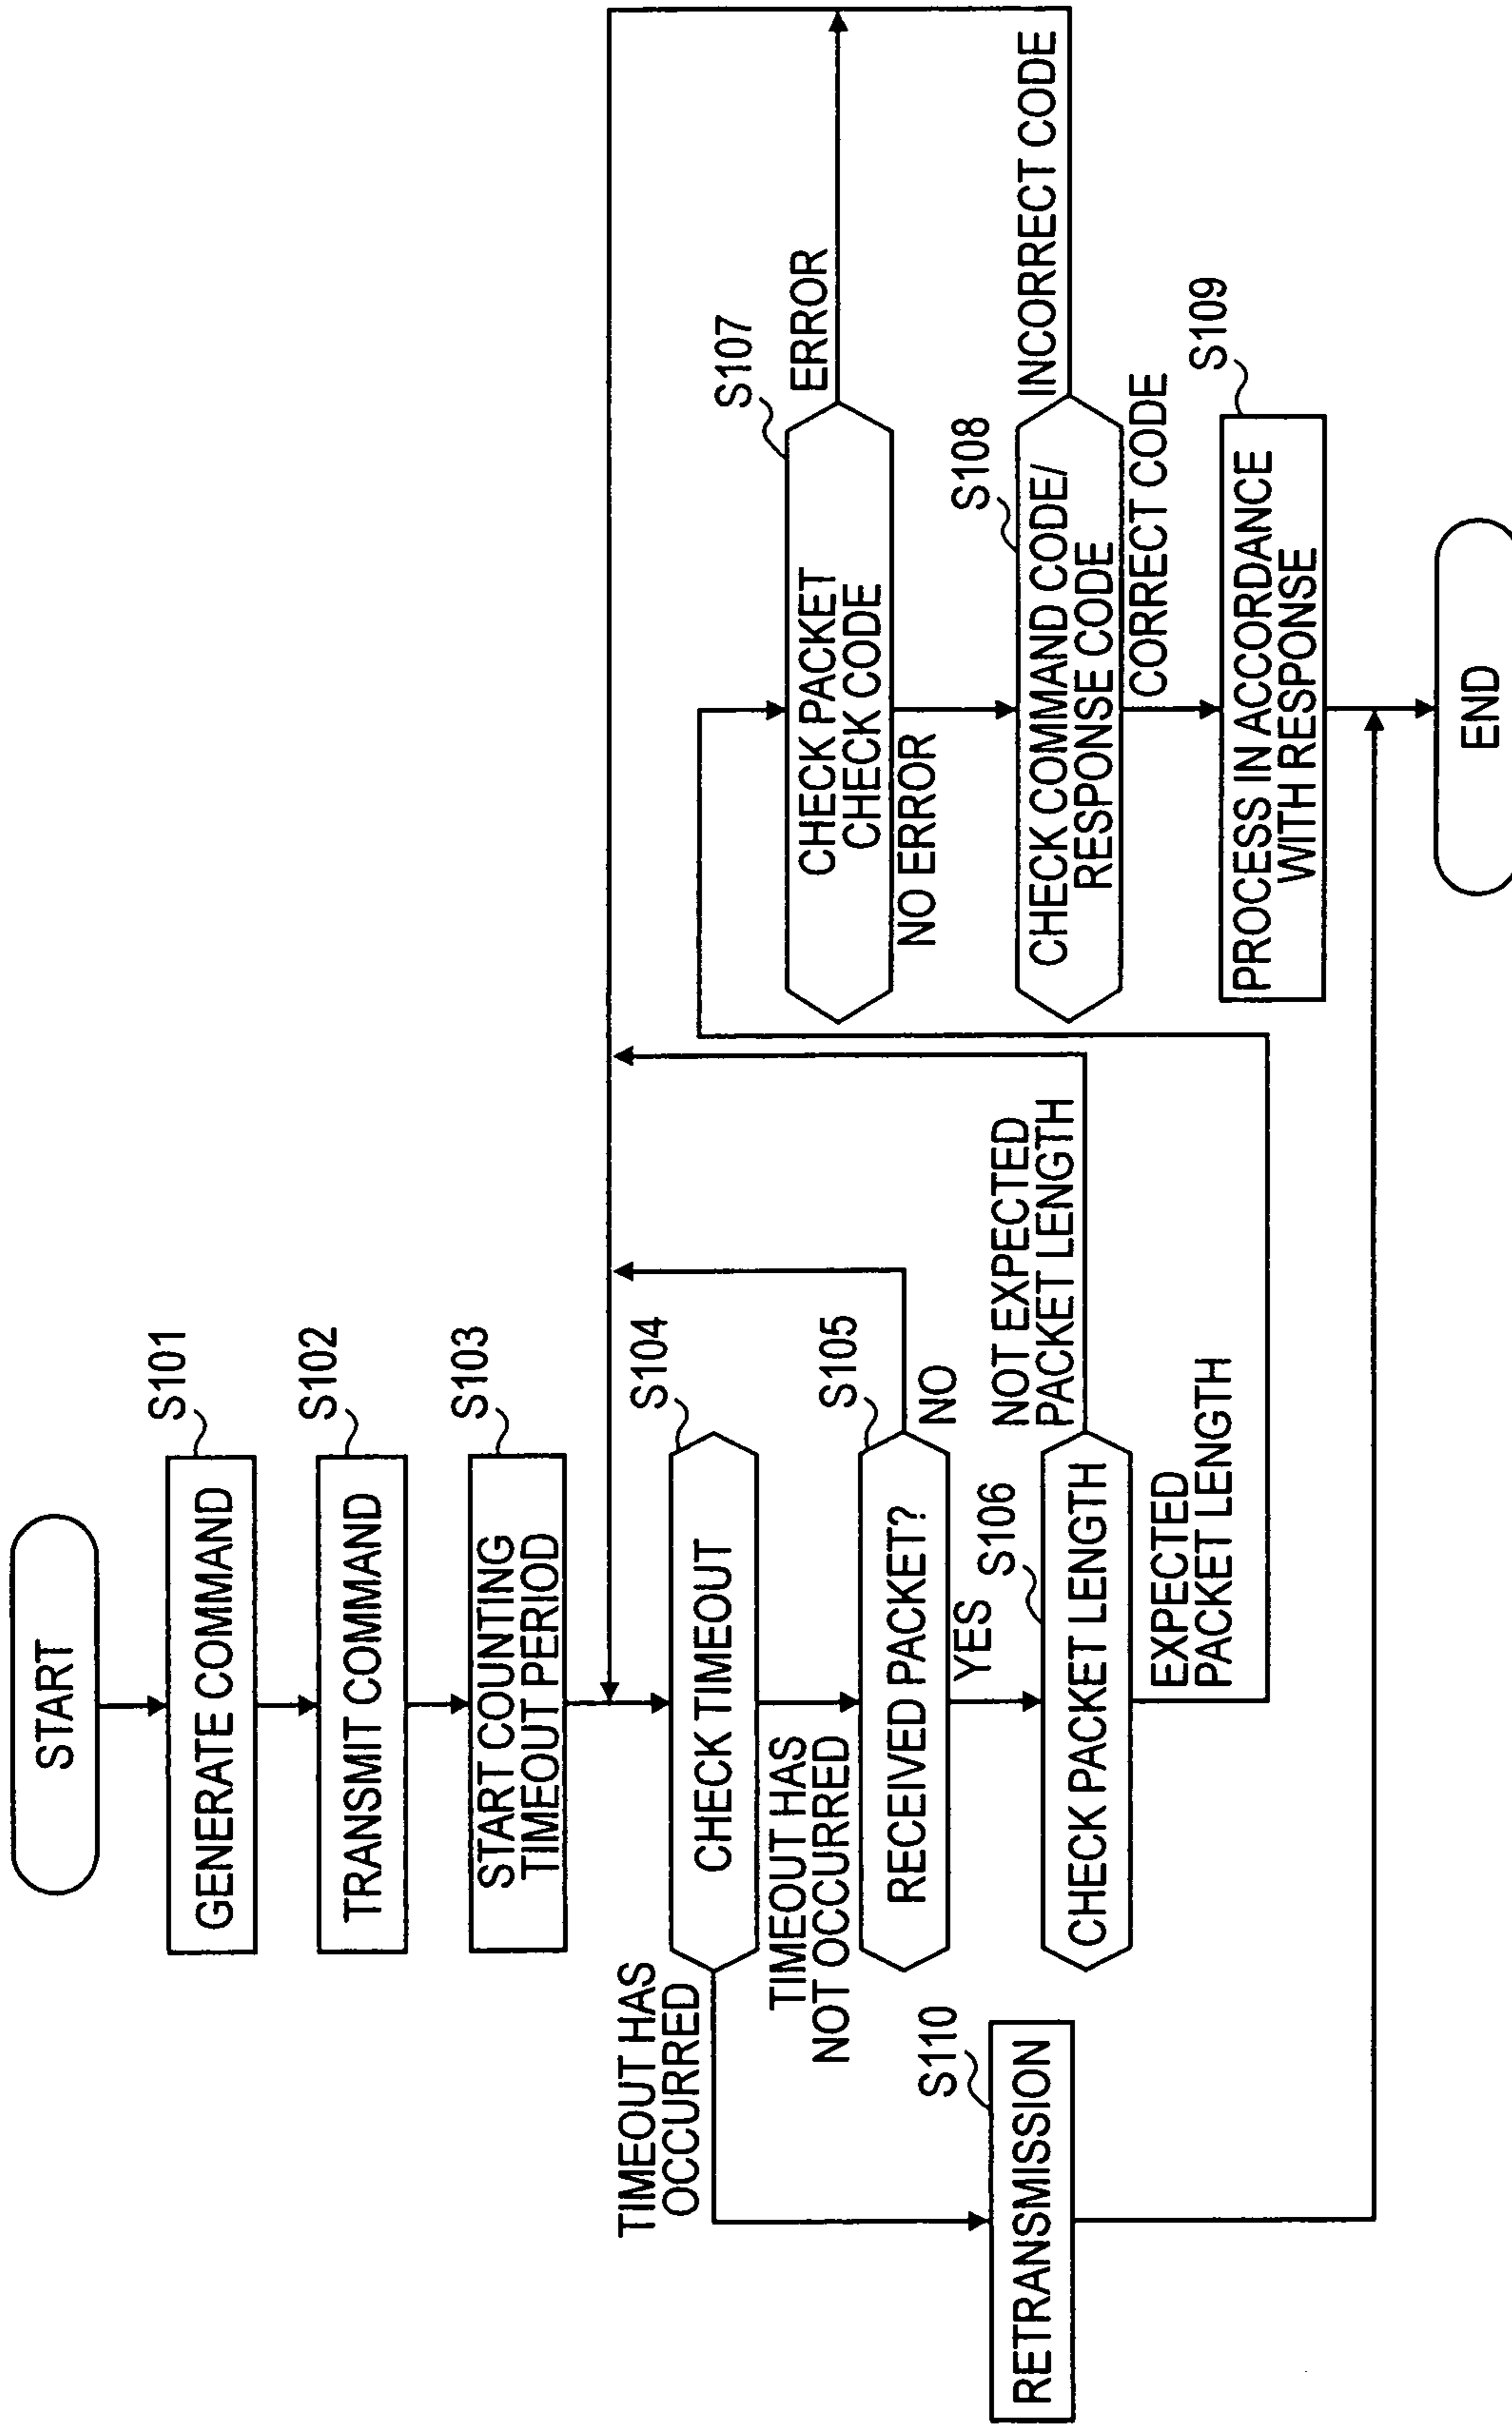 START
GENERATE COMMAND
S101
TRANSMIT COMMAND
S102
START COUNTING
TIMEOUT PERIOD
S103
CHECK TIMEOUT
S104
TIMEOUT HAS
OCCURRED
TIMEOUT HAS
NOT OCCURRED
RECEIVED PACKET?
S105
NO
YES
CHECK PACKET LENGTH
S106
NOT EXPECTED
PACKET LENGTH
EXPECTED
PACKET LENGTH
RETRANSMISSION
S110
CHECK PACKET
CHECK CODE
S107
ERROR
NO ERROR
CHECK COMMAND CODE/
RESPONSE CODE
S108
INCORRECT CODE
CORRECT CODE
PROCESS IN ACCORDANCE
WITH RESPONSE
S109
END